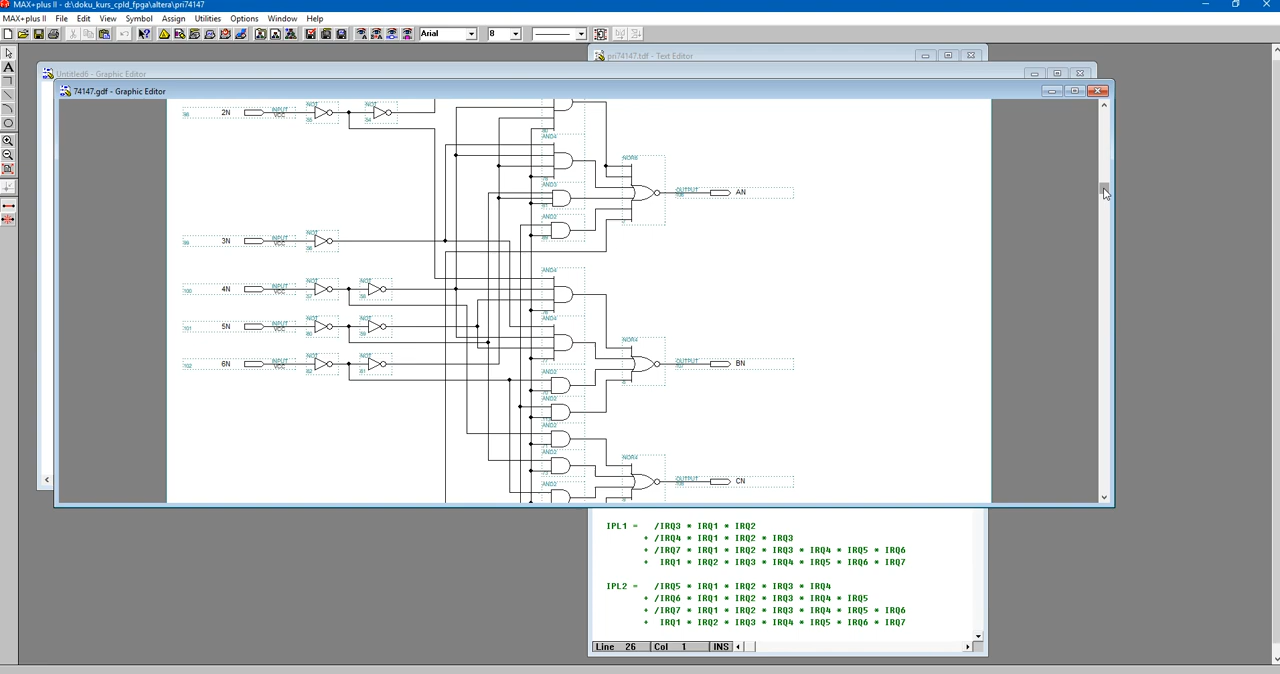 MAX+plus II - d:\doku_kurs_cpld_fpga\altera\pri74147
MAX+plus II File Edit View Symbol Assign Utilities Options Window Help
Arial 8
pri74147.tdf - Text Editor
Untitled6 - Graphic Editor
74147.gdf - Graphic Editor
98 2N INPUT VCC NOT NOT
AND4
NOR6
AN OUTPUT
AND3
AND2
99 3N INPUT VCC NOT
AND4
100 4N INPUT VCC NOT NOT
101 5N INPUT VCC NOT NOT AND4
NOR4
102 6N INPUT VCC NOT NOT OUTPUT BN
AND2
AND2
AND2
AND2 NOR4
OUTPUT CN
AND2
IPL1 = /IRQ3 * IRQ1 * IRQ2
+ /IRQ4 * IRQ1 * IRQ2 * IRQ3
+ /IRQ7 * IRQ1 * IRQ2 * IRQ3 * IRQ4 * IRQ5 * IRQ6
+ IRQ1 * IRQ2 * IRQ3 * IRQ4 * IRQ5 * IRQ6 * IRQ7
IPL2 = /IRQ5 * IRQ1 * IRQ2 * IRQ3 * IRQ4
+ /IRQ6 * IRQ1 * IRQ2 * IRQ3 * IRQ4 * IRQ5
+ /IRQ7 * IRQ1 * IRQ2 * IRQ3 * IRQ4 * IRQ5 * IRQ6
+ IRQ1 * IRQ2 * IRQ3 * IRQ4 * IRQ5 * IRQ6 * IRQ7
Line 26 Col 1 INS